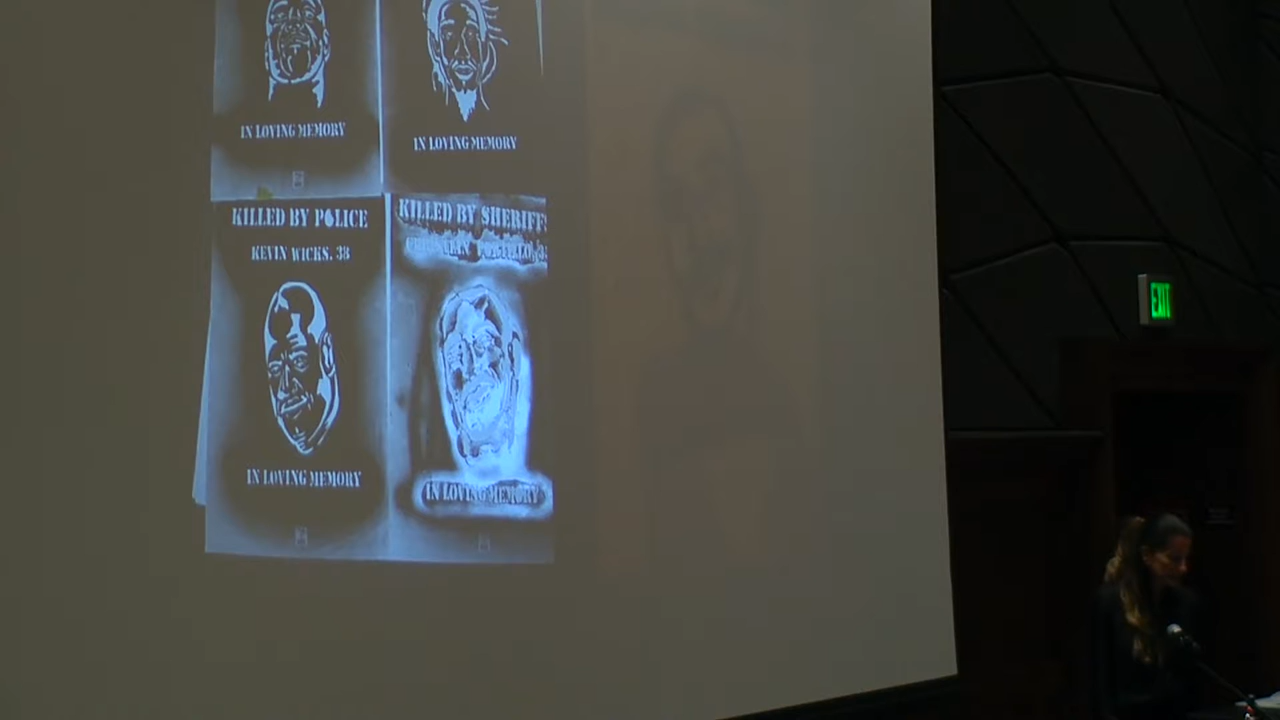 IN LOVING MEMORY
IN LOVING MEMORY
KILLED BY POLICE
KEVIN WICKS, 38
IN LOVING MEMORY
KILLED BY SHERIFF
IN LOVING MEMORY
EXIT